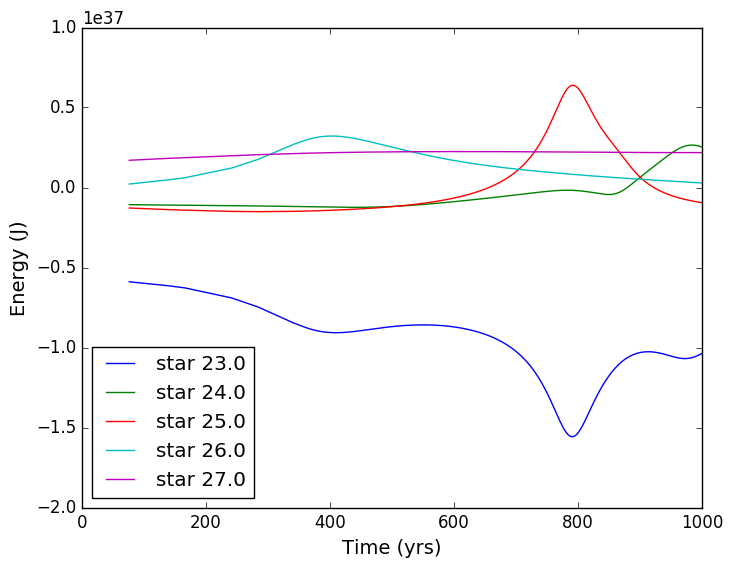 1e37
1.0
0.5
0.0
−0.5
−1.0
−1.5
−2.0
Energy (J)
star 23.0
star 24.0
star 25.0
star 26.0
star 27.0
0 200 400 600 800 1000
Time (yrs)